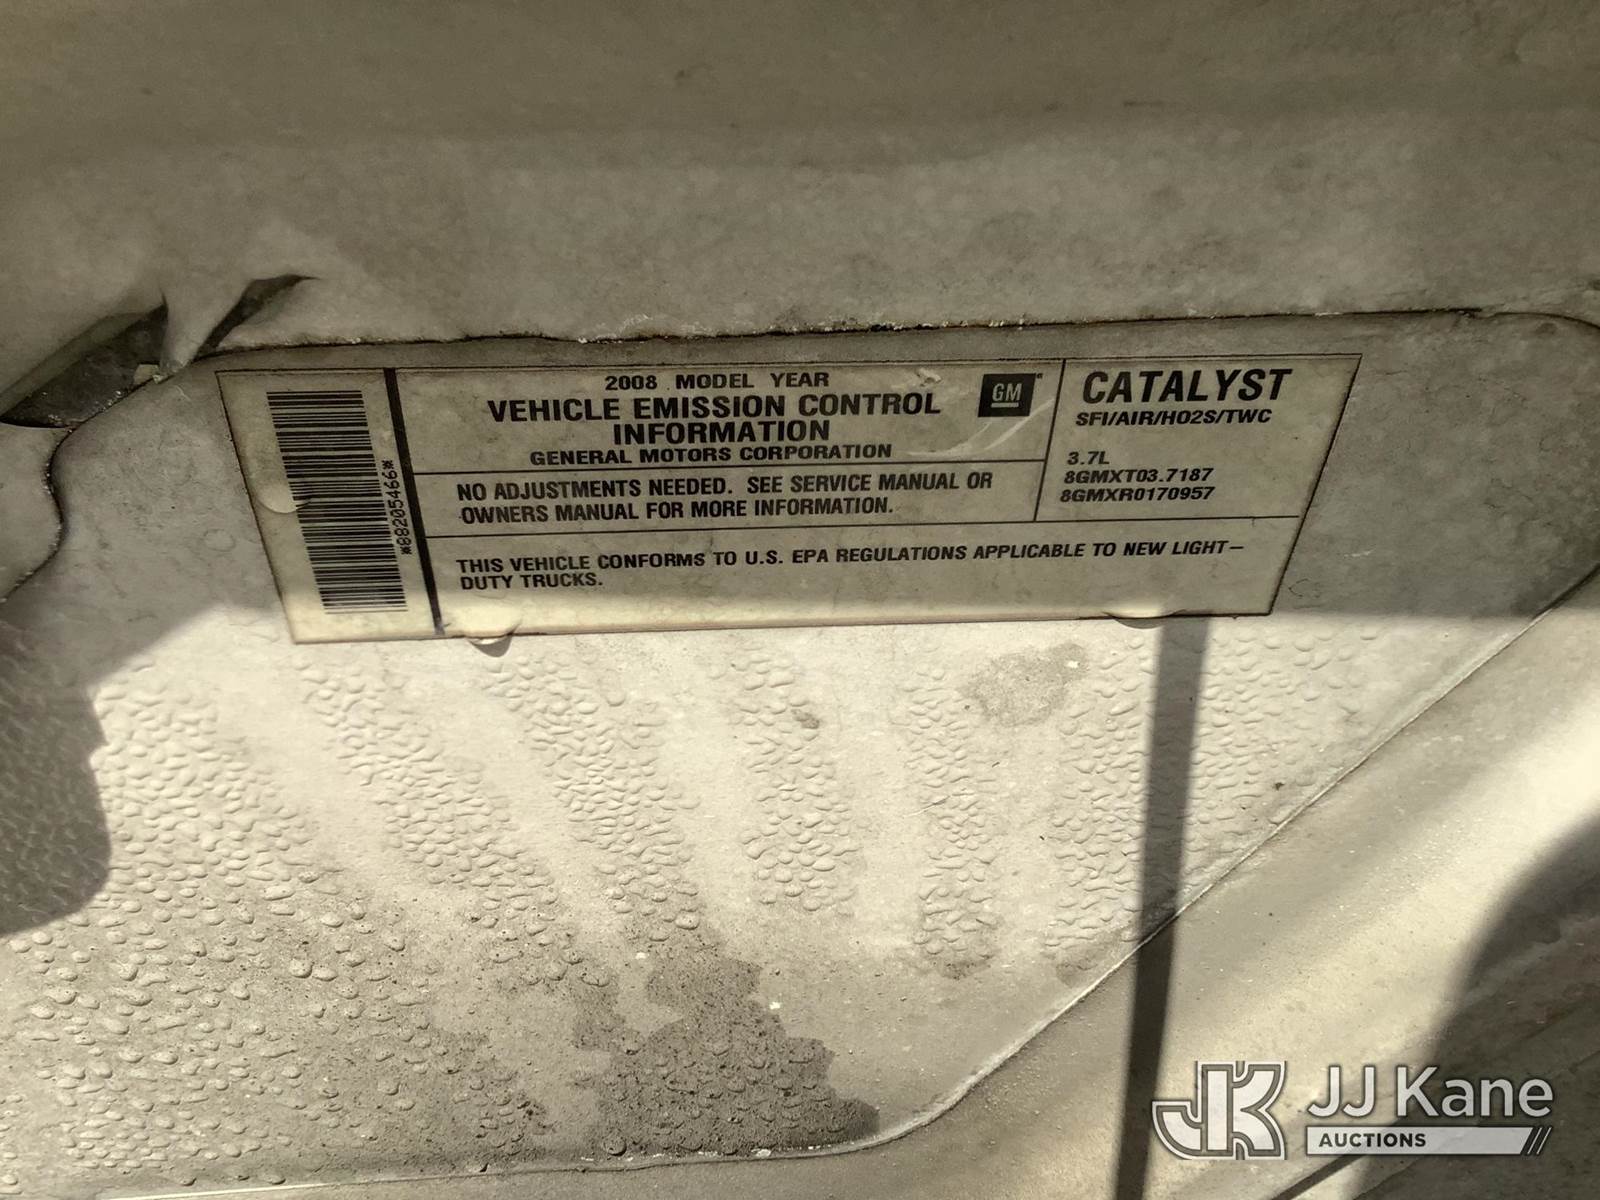 2008 MODEL YEAR
VEHICLE EMISSION CONTROL
INFORMATION
GENERAL MOTORS CORPORATION
GM
CATALYST
SFI/AIR/HO2S/TWC
3.7L
8GMXT03.7187
8GMXR0170957
NO ADJUSTMENTS NEEDED. SEE SERVICE MANUAL OR
OWNERS MANUAL FOR MORE INFORMATION.
THIS VEHICLE CONFORMS TO U.S. EPA REGULATIONS APPLICABLE TO NEW LIGHT-
DUTY TRUCKS.
*88205466*
JK JJ Kane
AUCTIONS